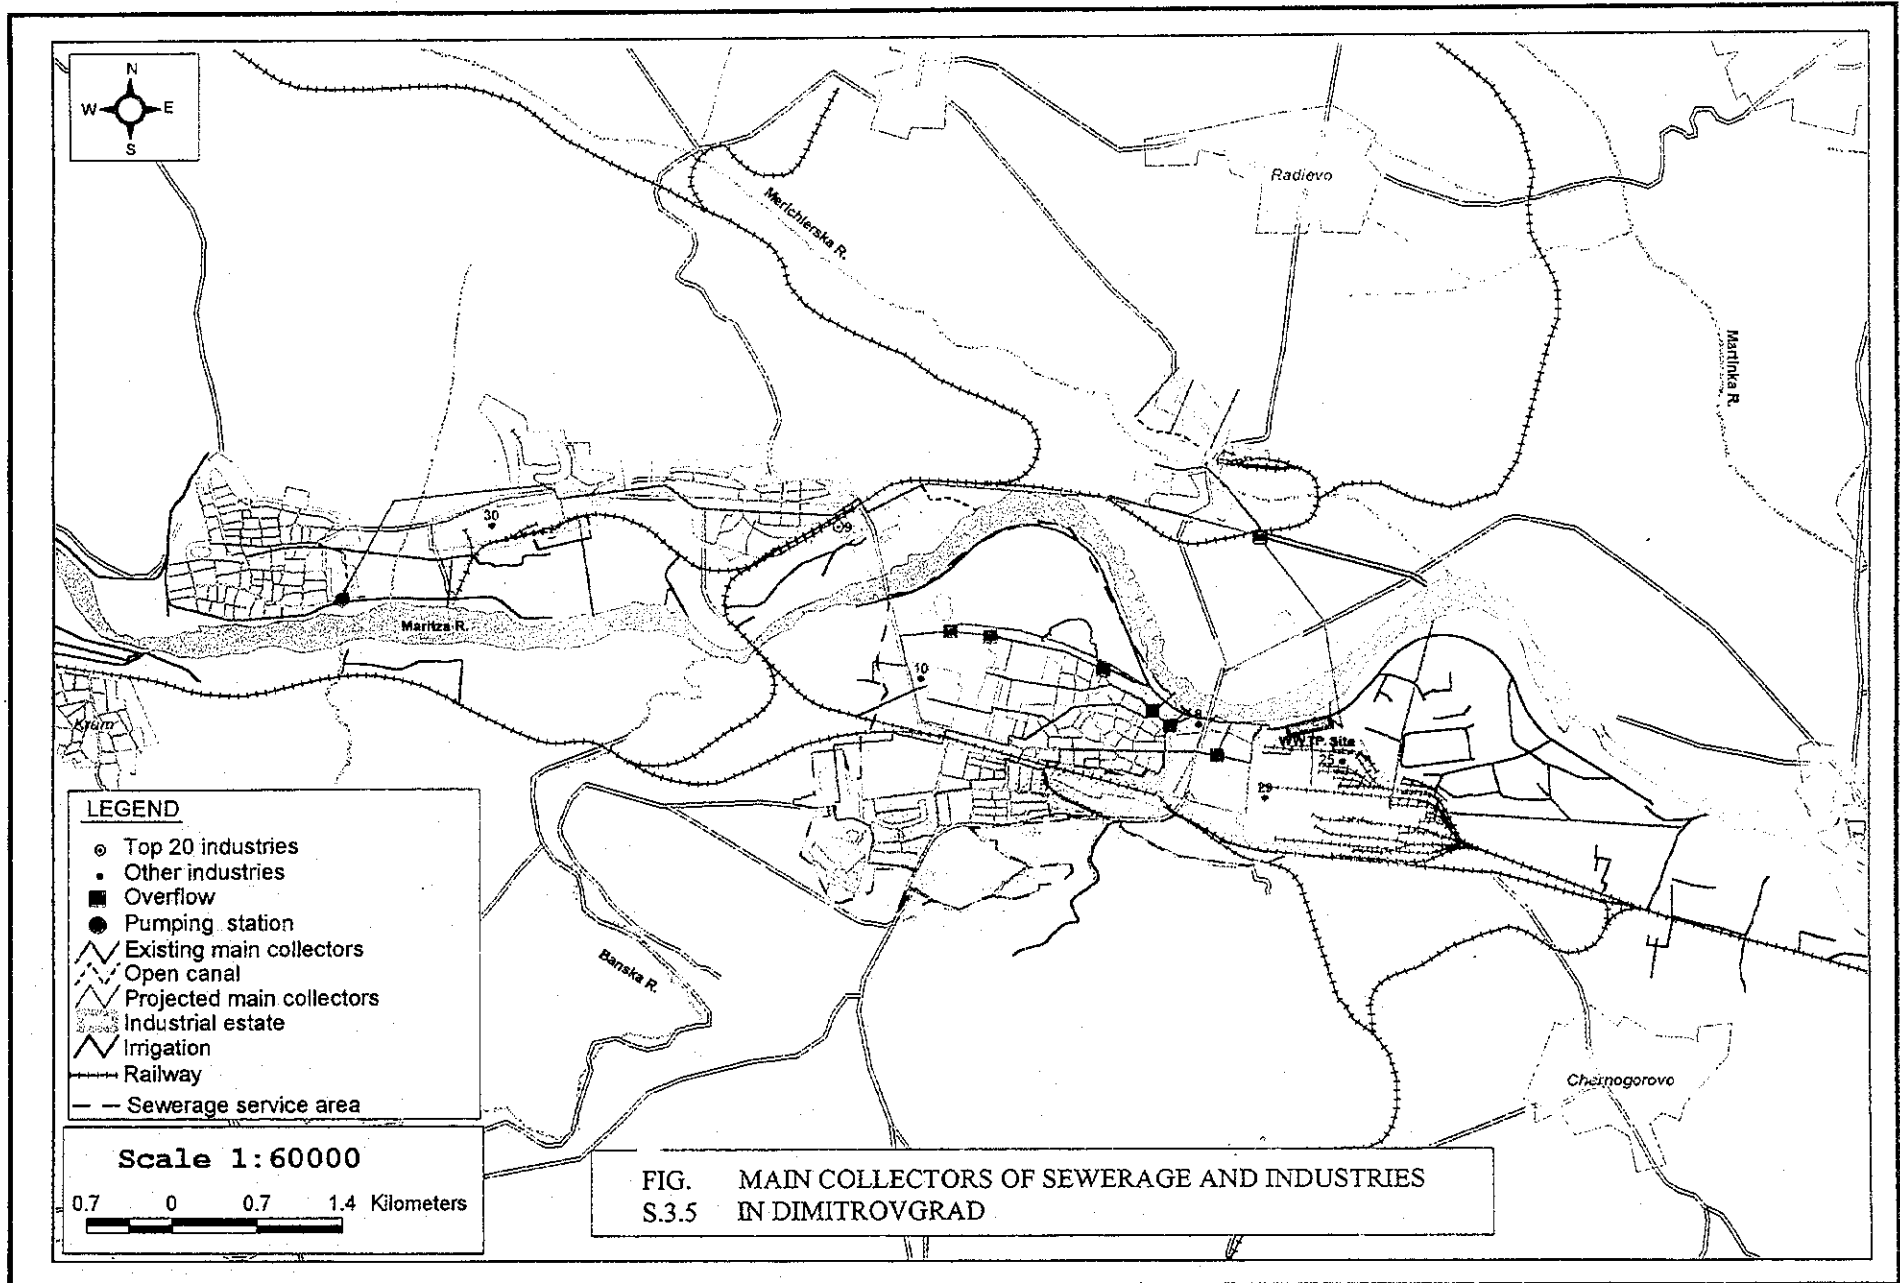 N
W E
S
Radievo
Merichlerska R.
Martinka R.
30
9
Maritza R.
10
8
WWTP Site
25
29
Krum
Banska R.
Chernogorovo
LEGEND
Top 20 industries
Other industries
Overflow
Pumping station
Existing main collectors
Open canal
Projected main collectors
Industrial estate
Irrigation
Railway
Sewerage service area
Scale 1:60000
0.7 0 0.7 1.4 Kilometers
FIG. MAIN COLLECTORS OF SEWERAGE AND INDUSTRIES
S.3.5 IN DIMITROVGRAD